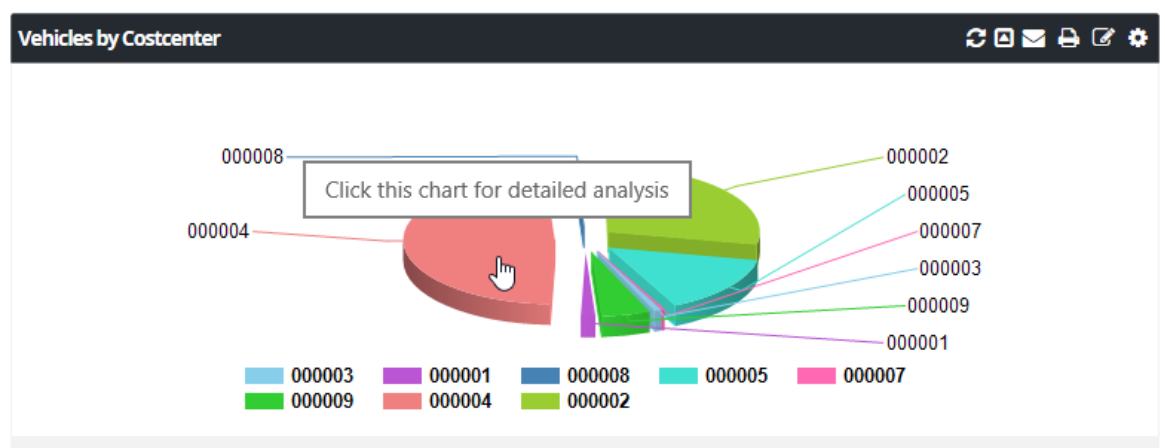 Vehicles by Costcenter
000008
000002
Click this chart for detailed analysis
000005
000004
000007
000003
000009
000001
000003 000001 000008 000005 000007
000009 000004 000002